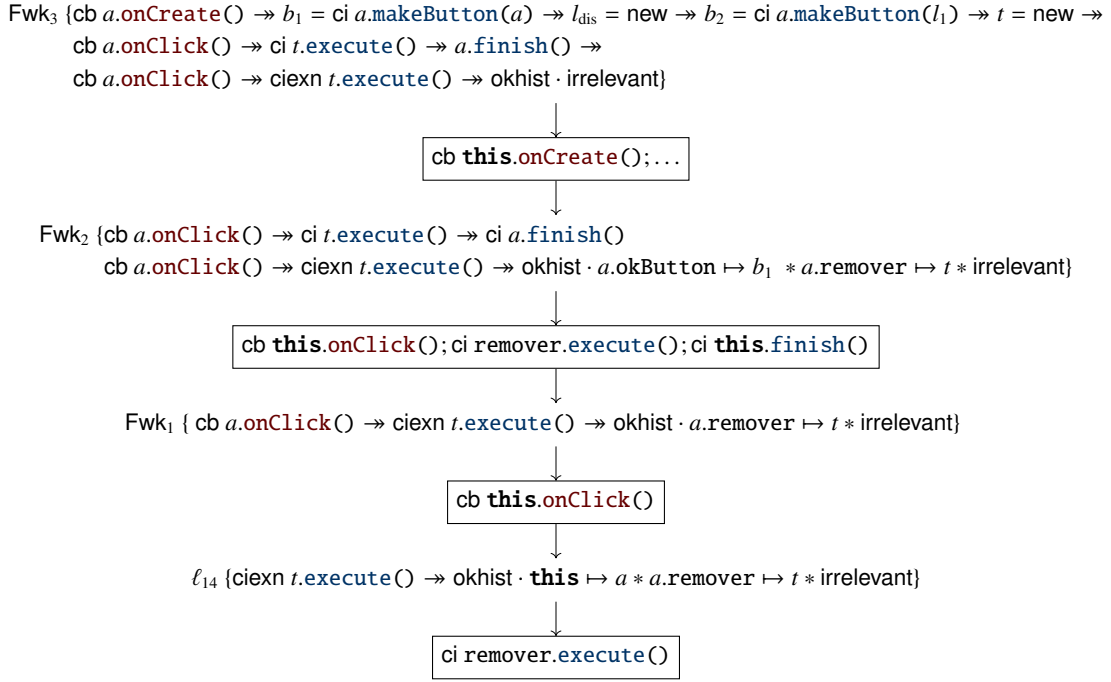 Fwk₃ {cb a.onCreate() ↠ b₁ = ci a.makeButton(a) ↠ l_dis = new ↠ b₂ = ci a.makeButton(l₁) ↠ t = new ↠
cb a.onClick() ↠ ci t.execute() ↠ a.finish() ↠
cb a.onClick() ↠ ciexn t.execute() ↠ okhist · irrelevant}
cb this.onCreate();...
Fwk₂ {cb a.onClick() ↠ ci t.execute() ↠ ci a.finish()
cb a.onClick() ↠ ciexn t.execute() ↠ okhist · a.okButton ↦ b₁ * a.remover ↦ t * irrelevant}
cb this.onClick();ci remover.execute();ci this.finish()
Fwk₁ { cb a.onClick() ↠ ciexn t.execute() ↠ okhist · a.remover ↦ t * irrelevant}
cb this.onClick()
ℓ₁₄ {ciexn t.execute() ↠ okhist · this ↦ a * a.remover ↦ t * irrelevant}
ci remover.execute()